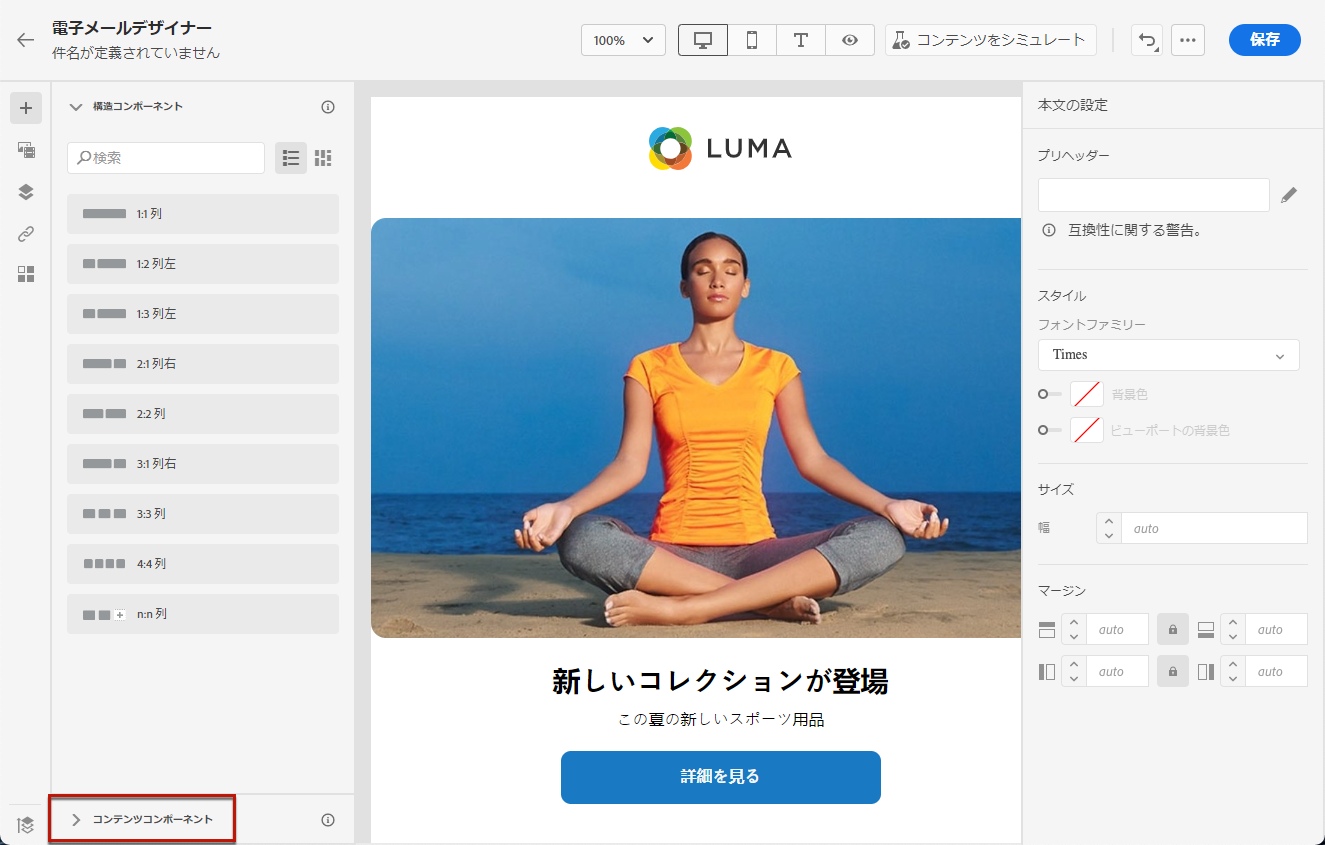 電子メールデザイナー
件名が定義されていません
100%
コンテンツをシミュレート
保存
構造コンポーネント
検索
1:1 列
1:2 列左
1:3 列左
2:1 列右
2:2 列
3:1 列右
3:3 列
4:4 列
n:n 列
コンテンツコンポーネント
LUMA
新しいコレクションが登場
この夏の新しいスポーツ用品
詳細を見る
本文の設定
プリヘッダー
互換性に関する警告。
スタイル
フォントファミリー
Times
背景色
ビューポートの背景色
サイズ
幅
auto
マージン
auto auto
auto auto